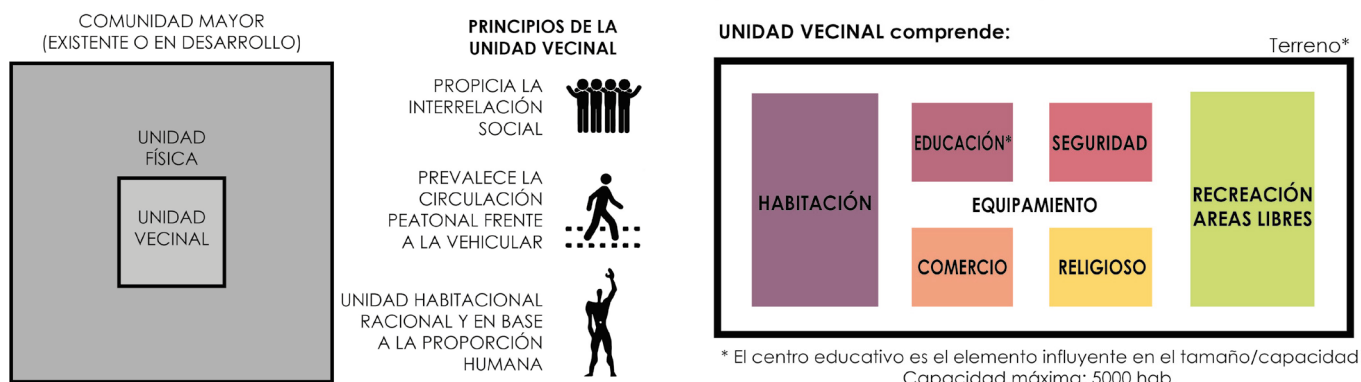 COMUNIDAD MAYOR
(EXISTENTE O EN DESARROLLO)
UNIDAD
FÍSICA
UNIDAD
VECINAL
PRINCIPIOS DE LA
UNIDAD VECINAL
PROPICIA LA
INTERRELACIÓN
SOCIAL
PREVALECE LA
CIRCULACIÓN
PEATONAL FRENTE
A LA VEHICULAR
UNIDAD HABITACIONAL
RACIONAL Y EN BASE
A LA PROPORCIÓN
HUMANA
UNIDAD VECINAL comprende:
Terreno*
HABITACIÓN
EDUCACIÓN*
SEGURIDAD
EQUIPAMIENTO
COMERCIO
RELIGIOSO
RECREACIÓN
AREAS LIBRES
* El centro educativo es el elemento influyente en el tamaño/capacidad
Capacidad máxima: 5000 hab